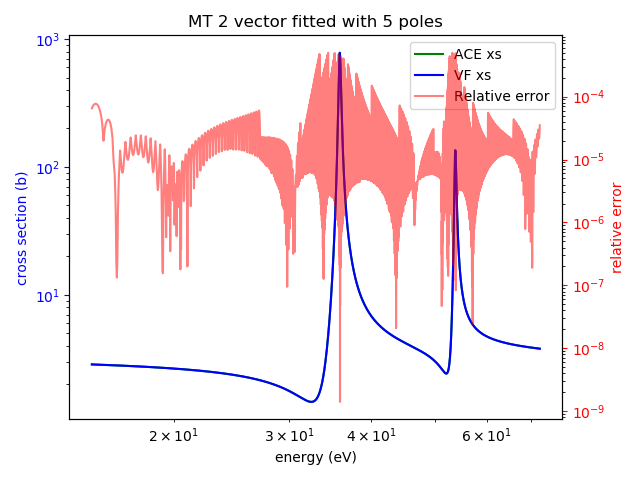 MT 2 vector fitted with 5 poles
ACE xs
VF xs
Relative error
cross section (b)
10³
10²
10¹
relative error
10⁻⁴
10⁻⁵
10⁻⁶
10⁻⁷
10⁻⁸
10⁻⁹
2 × 10¹
3 × 10¹
4 × 10¹
6 × 10¹
energy (eV)